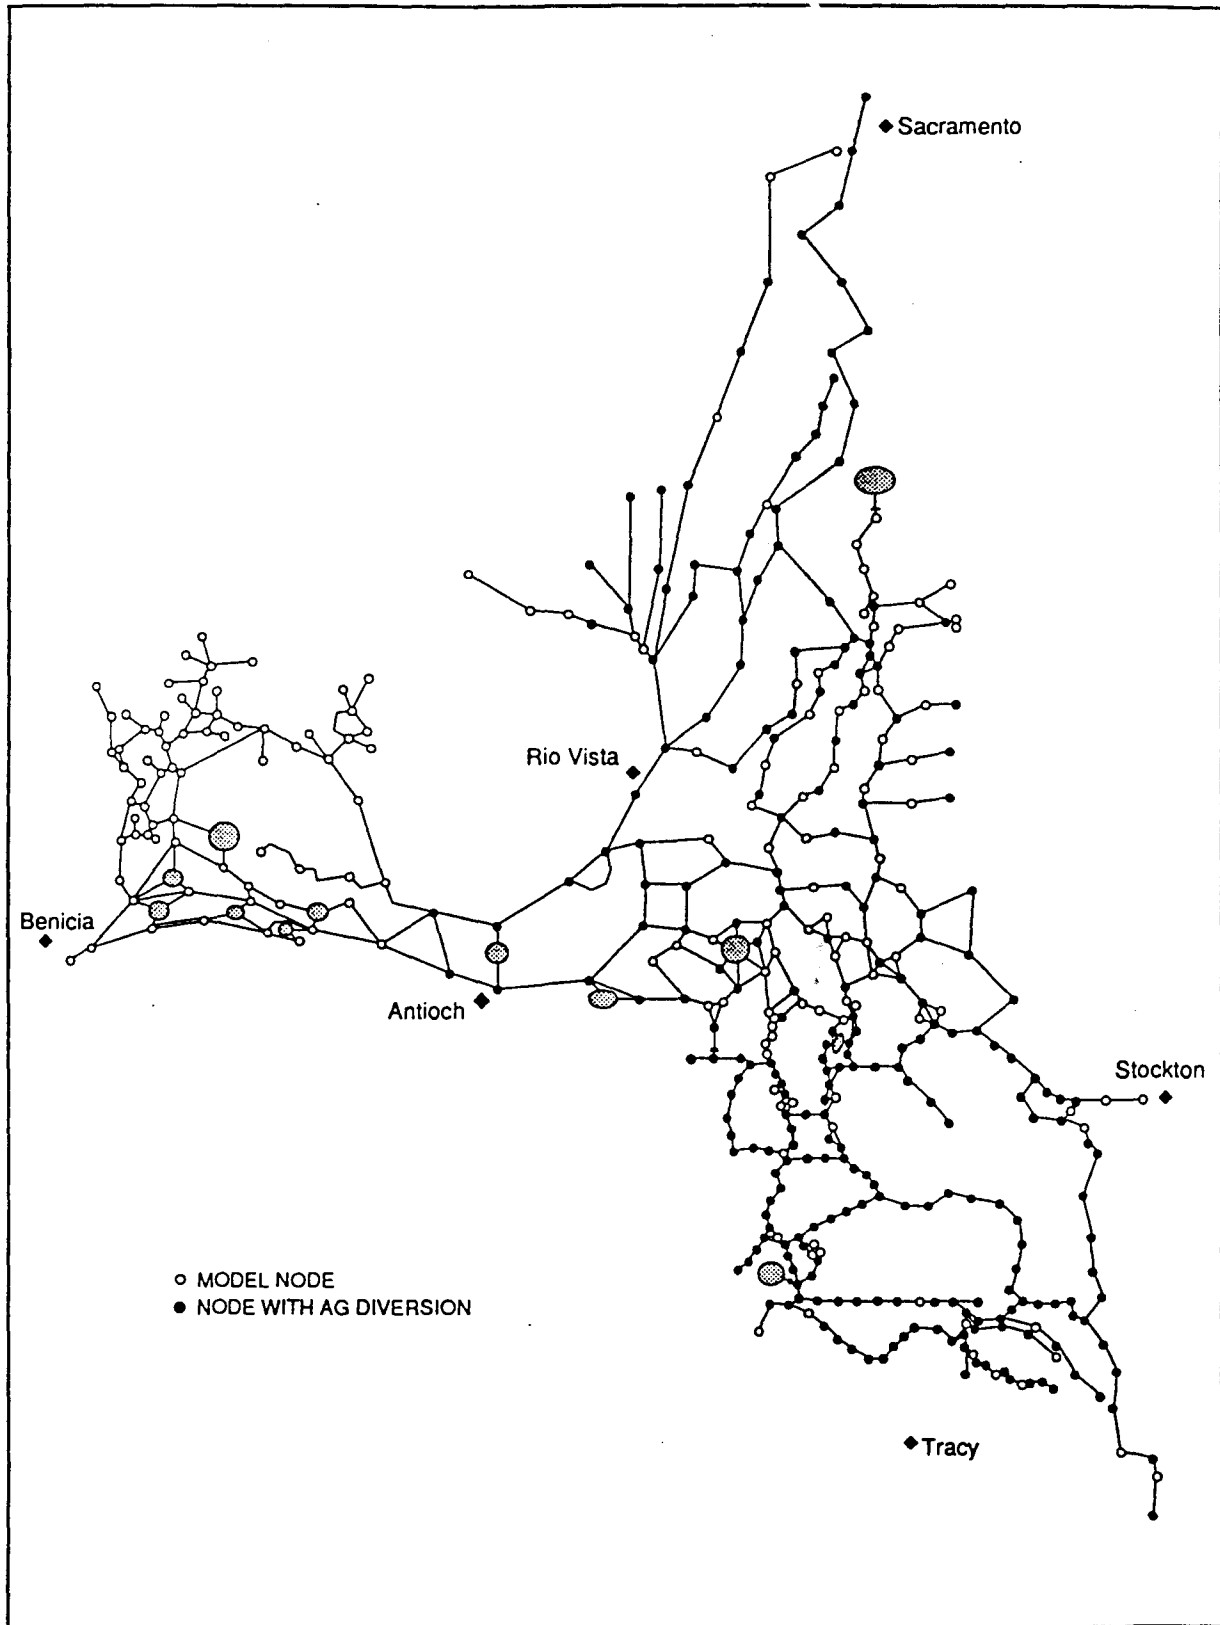 Sacramento
Rio Vista
Benicia
Antioch
Stockton
MODEL NODE
NODE WITH AG DIVERSION
Tracy